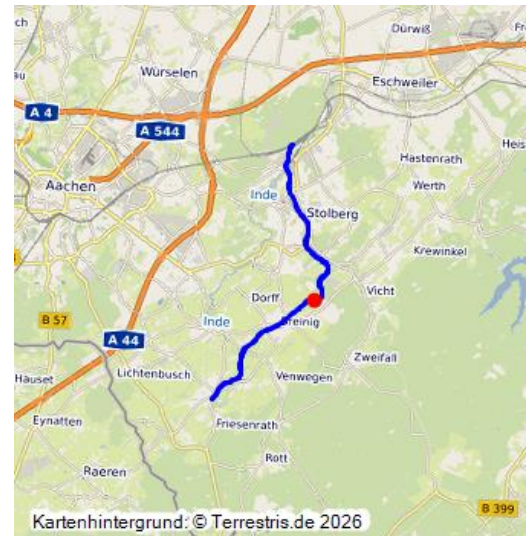 Dürwiß
Fre
Würselen
Eschweiler
A 4
A 544
Hastenrath
Heis
Aachen
Werth
Inde
Stolberg
Krewinkel
Dorff
Vicht
B 57
Inde
Breinig
A 44
Zweifall
Lichtenbusch
Hauset
Venwegen
Eynatten
Friesenrath
Rott
Raeren
B 399
Kartenhintergrund: © Terrestris.de 2026